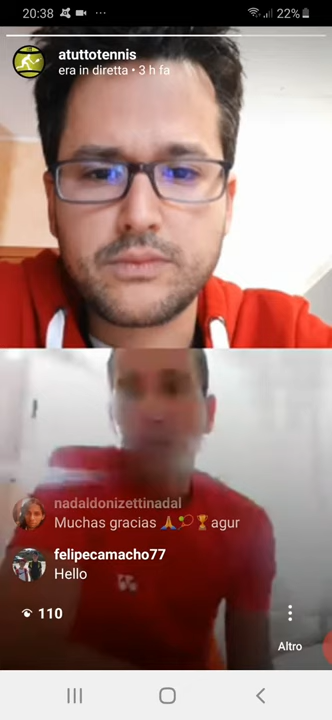 20:38
22%
atuttotennis
era in diretta • 3 h fa
nadaldonizettinadal
Muchas gracias 🙏🎾🏆agur
felipecamacho77
Hello
110
Altro